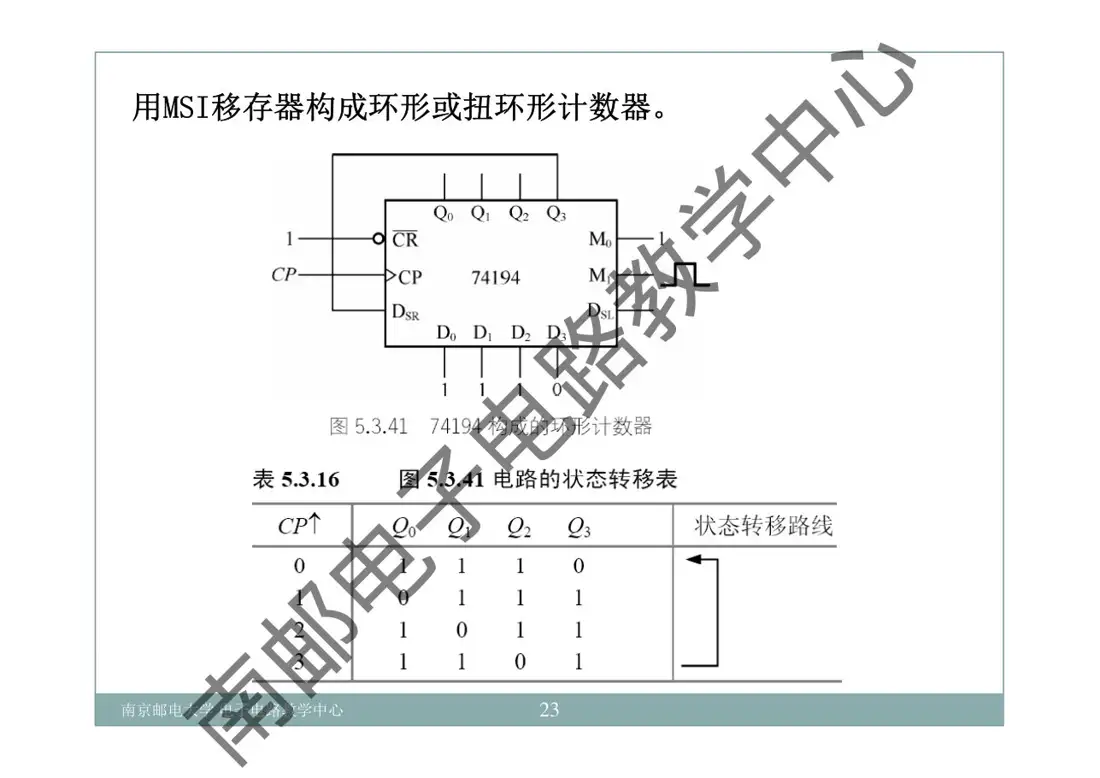 用MSI移存器构成环形或扭环形计数器。
Q0 Q1 Q2 Q3
1 CR M0 1
CP CP 74194 M1
DSR DSL
D0 D1 D2 D3
1 1 1 0
图 5.3.41 74194 构成的环形计数器
表 5.3.16 图 5.3.41 电路的状态转移表
CP↑ Q0 Q1 Q2 Q3 状态转移路线
0 1 1 1 0
1 0 1 1 1
2 1 0 1 1
3 1 1 0 1
南京邮电大学 电子电路教学中心 23
南邮电子电路教学中心